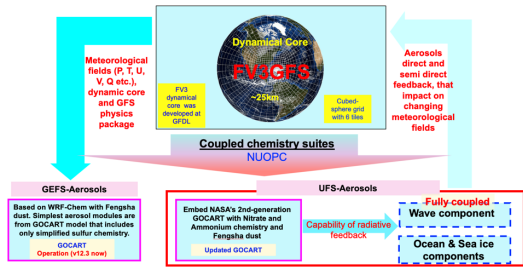 Dynamical Core
FV3GFS
~25km
FV3
dynamical core
was
developed at
GFDL
Cubed-
sphere grid
with 6 tiles
Meteorological
fields (P, T, U,
V, Q etc.),
dynamic core
and GFS
physics
package
Aerosols
direct and
semi direct
feedback, that
impact on
changing
meteorological
fields
Coupled chemistry suites
NUOPC
GEFS-Aerosols
Based on WRF-Chem with Fengsha
dust. Simplest aerosol modules are
from GOCART model that includes
only simplified sulfur chemistry.
GOCART
Operation (v12.3 now)
UFS-Aerosols
Embed NASA's 2nd-generation
GOCART with Nitrate and
Ammonium chemistry and
Fengsha dust
Updated GOCART
Capability of radiative
feedback
Fully coupled
Wave component
Ocean & Sea ice
components